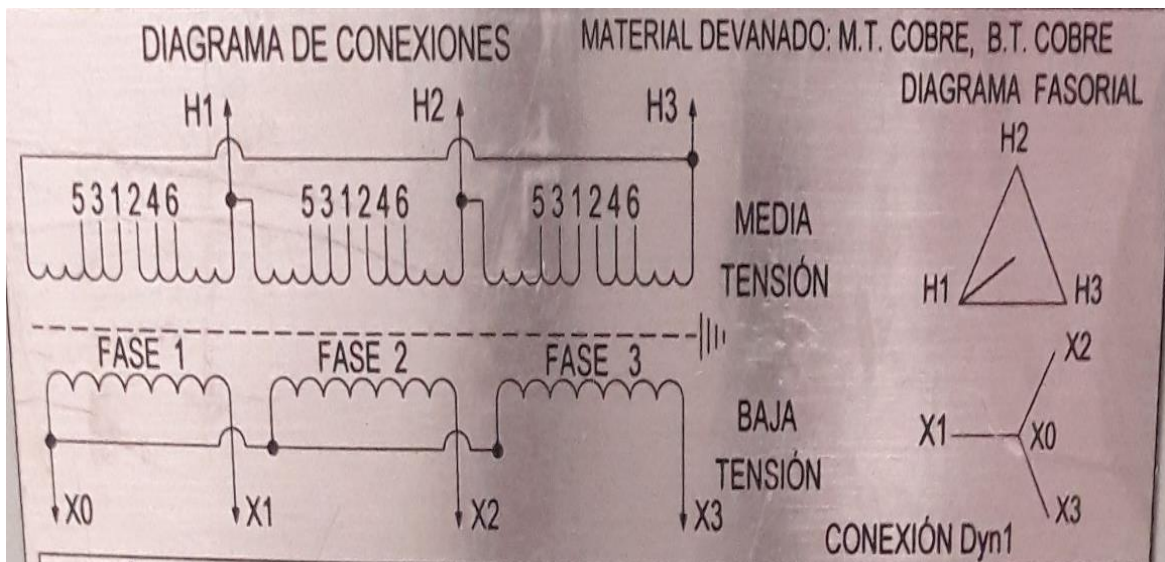 DIAGRAMA DE CONEXIONES
MATERIAL DEVANADO: M.T. COBRE, B.T. COBRE
DIAGRAMA FASORIAL
H1 H2 H3
H2
531246 531246 531246
MEDIA
TENSIÓN
H1 H3
FASE 1 FASE 2 FASE 3
X2
BAJA
TENSIÓN
X1 X0
X0 X1 X2 X3
X3
CONEXIÓN Dyn1